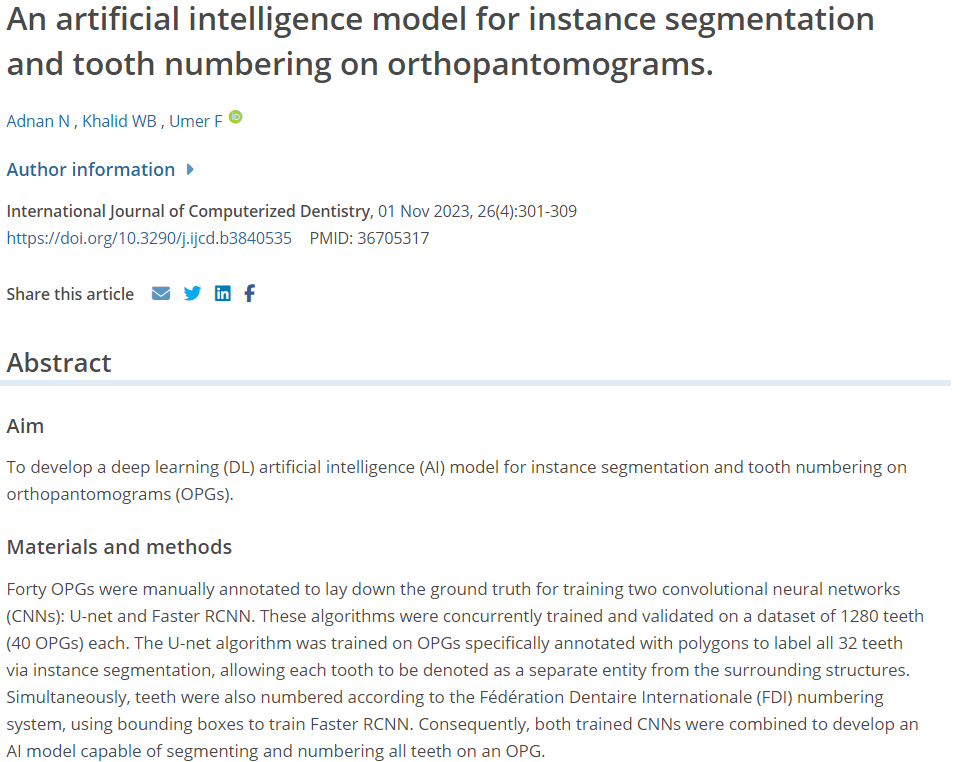 An artificial intelligence model for instance segmentation
and tooth numbering on orthopantomograms.
Adnan N , Khalid WB , Umer F iD
Author information
International Journal of Computerized Dentistry, 01 Nov 2023, 26(4):301-309
https://doi.org/10.3290/j.ijcd.b3840535 PMID: 36705317
Share this article
Abstract
Aim
To develop a deep learning (DL) artificial intelligence (AI) model for instance segmentation and tooth numbering on
orthopantomograms (OPGs).
Materials and methods
Forty OPGs were manually annotated to lay down the ground truth for training two convolutional neural networks
(CNNs): U-net and Faster RCNN. These algorithms were concurrently trained and validated on a dataset of 1280 teeth
(40 OPGs) each. The U-net algorithm was trained on OPGs specifically annotated with polygons to label all 32 teeth
via instance segmentation, allowing each tooth to be denoted as a separate entity from the surrounding structures.
Simultaneously, teeth were also numbered according to the Fédération Dentaire Internationale (FDI) numbering
system, using bounding boxes to train Faster RCNN. Consequently, both trained CNNs were combined to develop an
AI model capable of segmenting and numbering all teeth on an OPG.